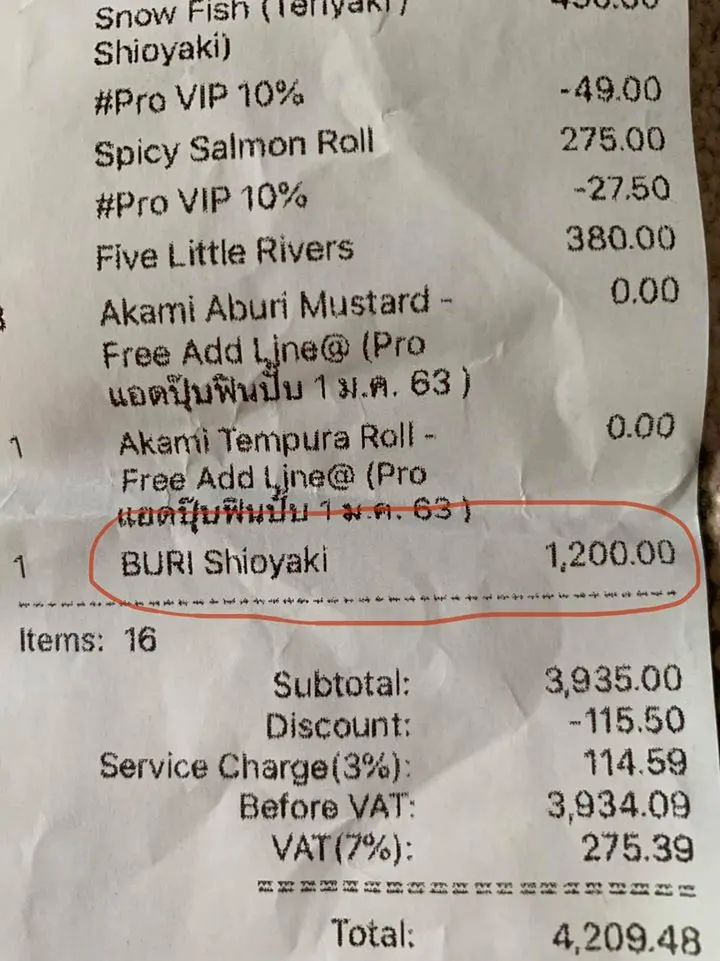 Snow Fish (Teriyaki /
Shioyaki)
#Pro VIP 10% -49.00
Spicy Salmon Roll 275.00
#Pro VIP 10% -27.50
Five Little Rivers 380.00
Akami Aburi Mustard - 0.00
Free Add Line@ (Pro
แอดปุ๊บฟินปั๊บ 1 ม.ค. 63 )
1 Akami Tempura Roll - 0.00
Free Add Line@ (Pro
แอดปุ๊บฟินปั๊บ 1 ม.ค. 63 )
1 BURI Shioyaki 1,200.00
Items: 16
Subtotal: 3,935.00
Discount: -115.50
Service Charge(3%): 114.59
Before VAT: 3,934.09
VAT(7%): 275.39
Total: 4,209.48